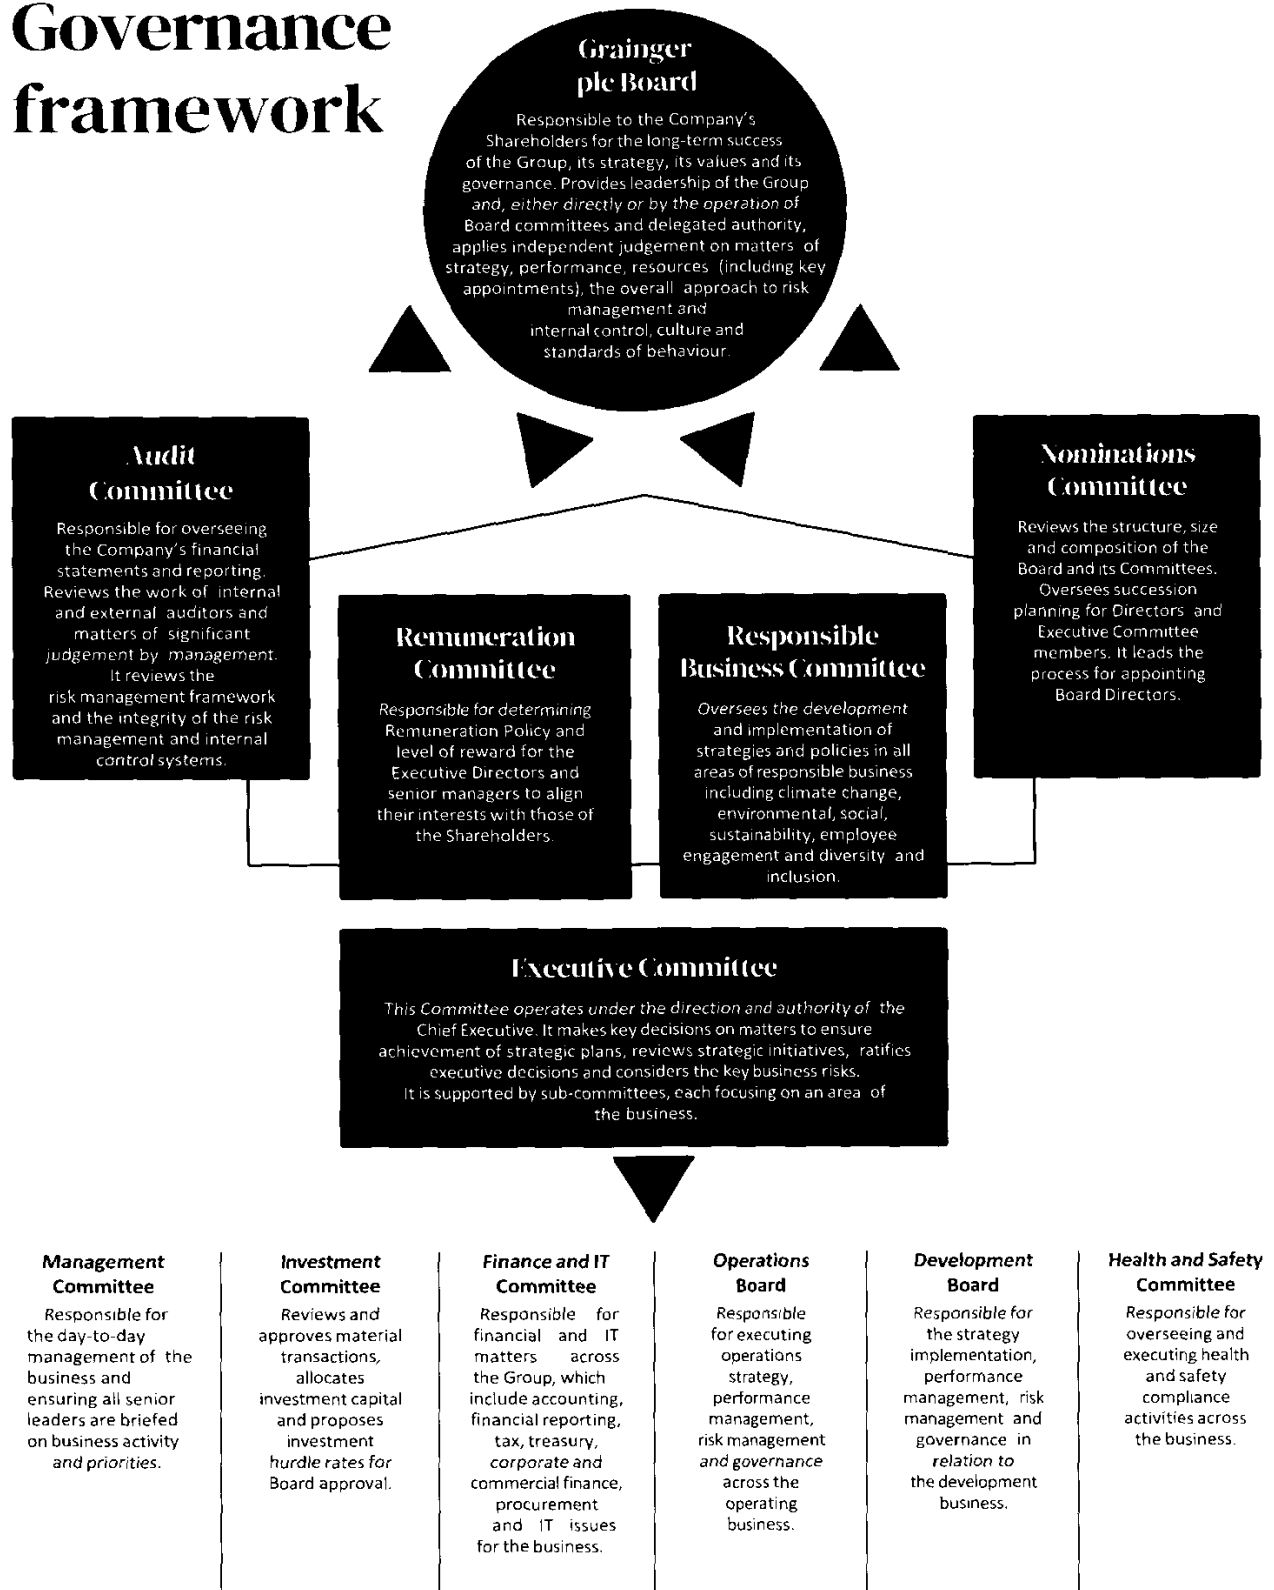 Governance
framework
Grainger
plc Board
Responsible to the Company's
Shareholders for the long-term success
of the Group, its strategy, its values and its
governance. Provides leadership of the Group
and, either directly or by the operation of
Board committees and delegated authority,
applies independent judgement on matters of
strategy, performance, resources (including key
appointments), the overall approach to risk
management and
internal control, culture and
standards of behaviour.
Audit
Committee
Responsible for overseeing
the Company's financial
statements and reporting.
Reviews the work of internal
and external auditors and
matters of significant
judgement by management.
It reviews the
risk management framework
and the integrity of the risk
management and internal
control systems.
Remuneration
Committee
Responsible for determining
Remuneration Policy and
level of reward for the
Executive Directors and
senior managers to align
their interests with those of
the Shareholders.
Responsible
Business Committee
Oversees the development
and implementation of
strategies and policies in all
areas of responsible business
including climate change,
environmental, social,
sustainability, employee
engagement and diversity and
inclusion.
Nominations
Committee
Reviews the structure, size
and composition of the
Board and its Committees.
Oversees succession
planning for Directors and
Executive Committee
members. It leads the
process for appointing
Board Directors.
Executive Committee
This Committee operates under the direction and authority of the
Chief Executive. It makes key decisions on matters to ensure
achievement of strategic plans, reviews strategic initiatives, ratifies
executive decisions and considers the key business risks.
It is supported by sub-committees, each focusing on an area of
the business.
Management
Committee
Responsible for
the day-to-day
management of the
business and
ensuring all senior
leaders are briefed
on business activity
and priorities.
Investment
Committee
Reviews and
approves material
transactions,
allocates
investment capital
and proposes
investment
hurdle rates for
Board approval.
Finance and IT
Committee
Responsible for
financial and IT
matters across
the Group, which
include accounting,
financial reporting,
tax, treasury,
corporate and
commercial finance,
procurement
and IT issues
for the business.
Operations
Board
Responsible
for executing
operations
strategy,
performance
management,
risk management
and governance
across the
operating
business.
Development
Board
Responsible for
the strategy
implementation,
performance
management, risk
management and
governance in
relation to
the development
business.
Health and Safety
Committee
Responsible for
overseeing and
executing health
and safety
compliance
activities across
the business.